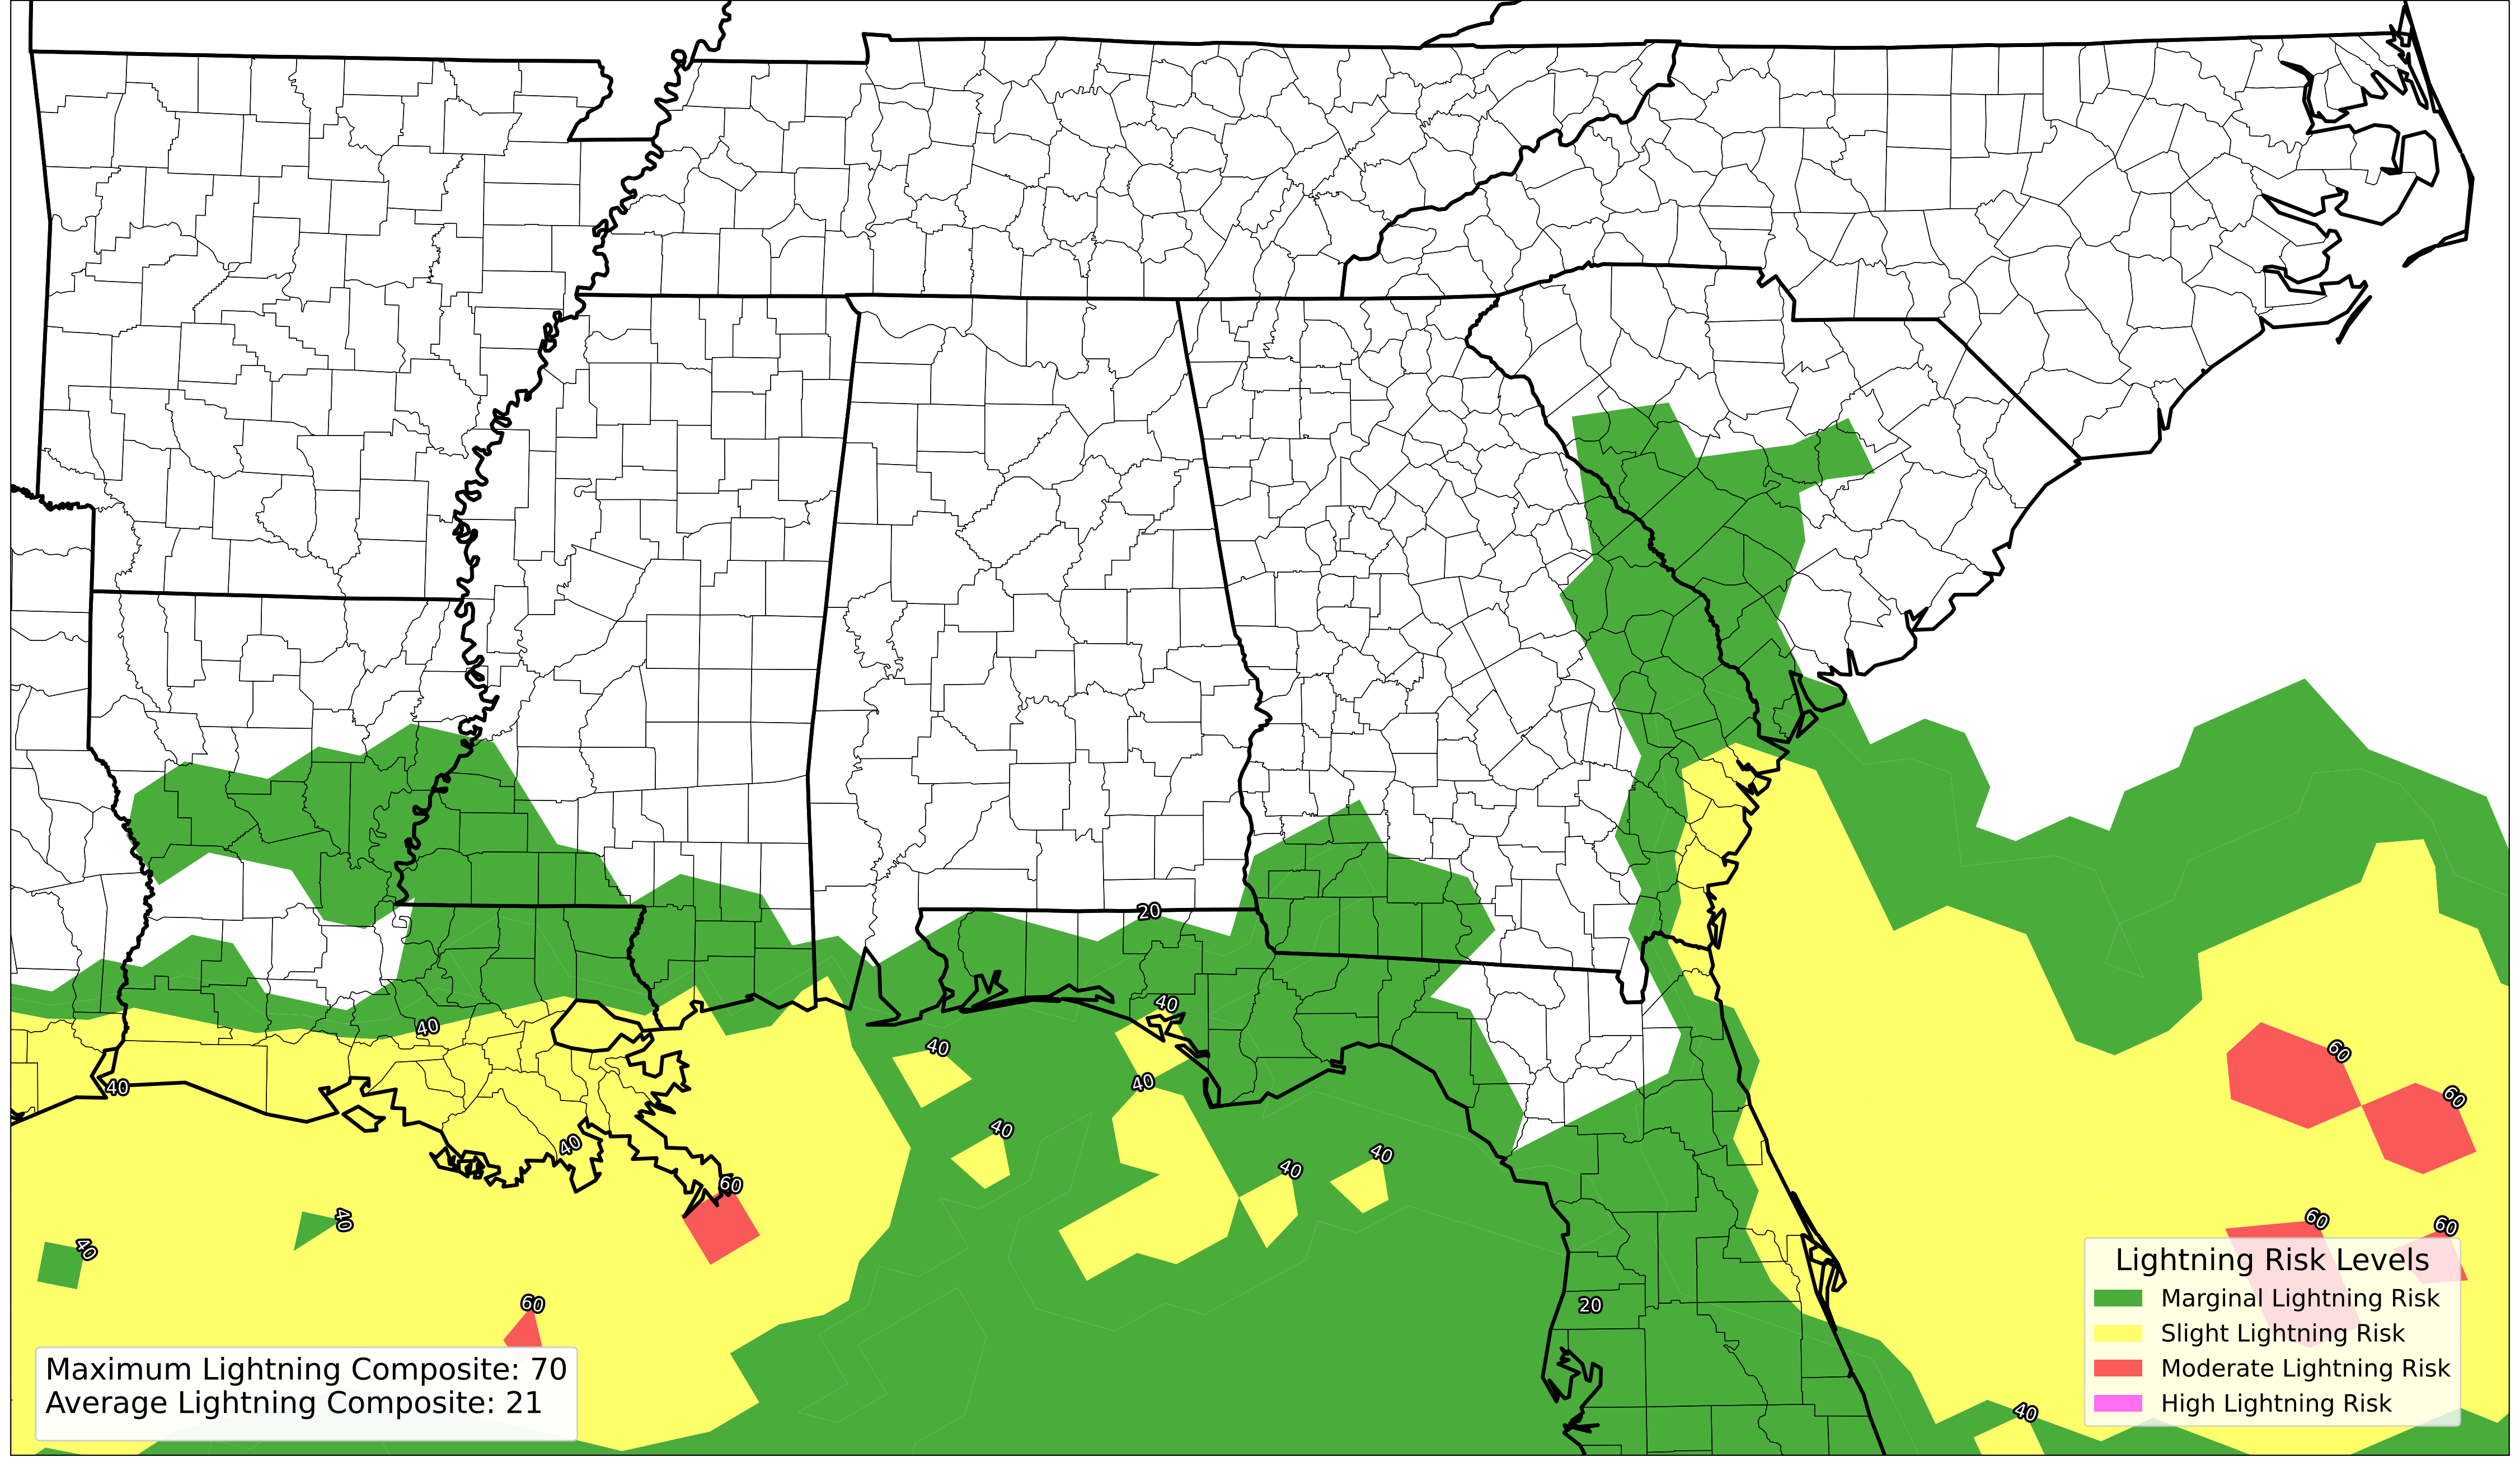 20
40
40
40
40
40
40
40
40
40
40
40
60
60
60
60
60
60
20
40
Maximum Lightning Composite: 70
Average Lightning Composite: 21
Lightning Risk Levels
Marginal Lightning Risk
Slight Lightning Risk
Moderate Lightning Risk
High Lightning Risk